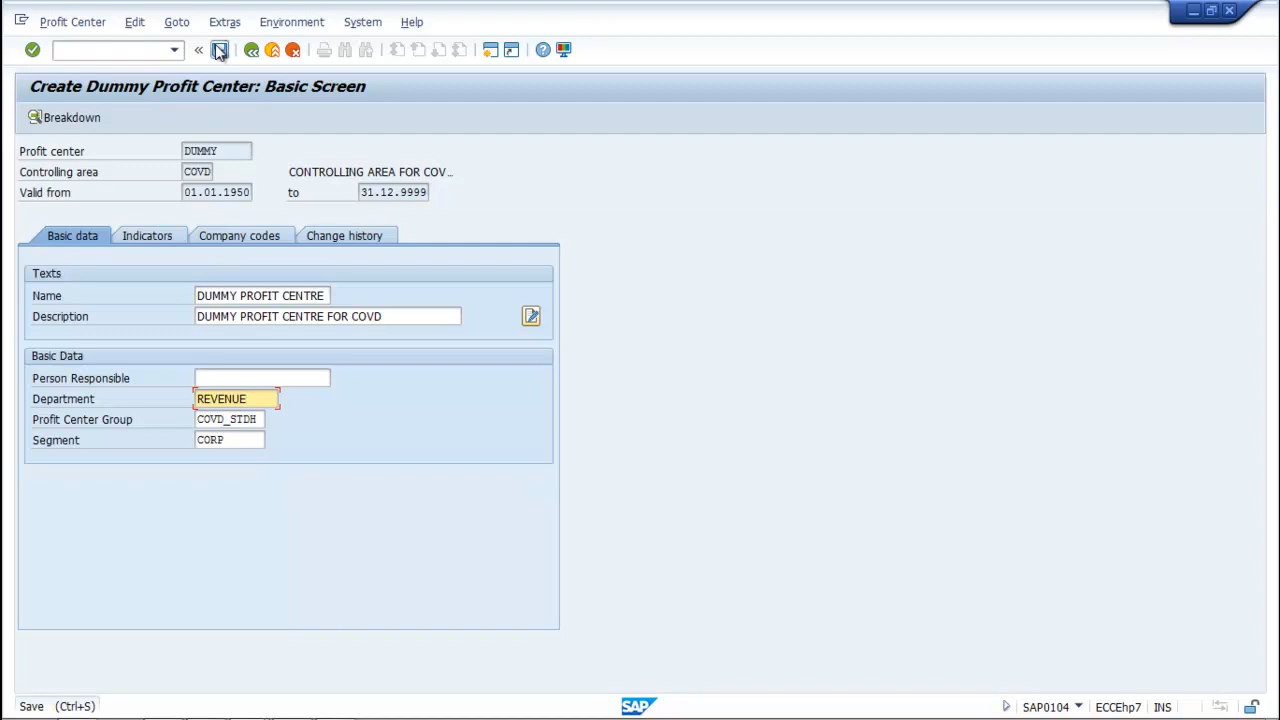 Profit Center Edit Goto Extras Environment System Help
Create Dummy Profit Center: Basic Screen
Breakdown
Profit center DUMMY
Controlling area COVD CONTROLLING AREA FOR COV...
Valid from 01.01.1950 to 31.12.9999
Basic data Indicators Company codes Change history
Texts
Name DUMMY PROFIT CENTRE
Description DUMMY PROFIT CENTRE FOR COVD
Basic Data
Person Responsible
Department REVENUE
Profit Center Group COVD_STDH
Segment CORP
Save (Ctrl+S) SAP SAP0104 ECCEhp7 INS